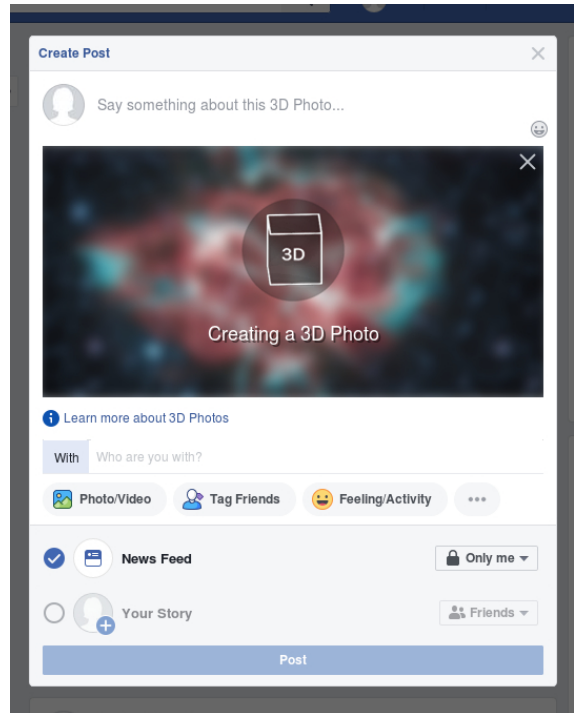 Create Post
Say something about this 3D Photo...
3D
Creating a 3D Photo
Learn more about 3D Photos
With Who are you with?
Photo/Video Tag Friends Feeling/Activity
News Feed Only me
Your Story Friends
Post